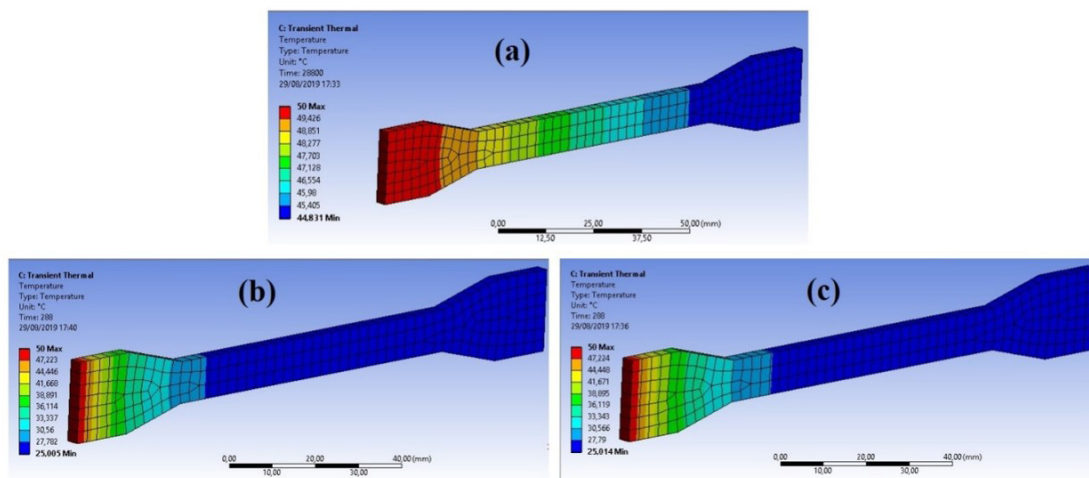 (a)
C: Transient Thermal
Temperature
Type: Temperature
Unit: °C
Time: 28800
29/08/2019 17:33
50 Max
49,426
48,851
48,277
47,703
47,128
46,554
45,98
45,405
44,831 Min
0,00 25,00 50,00 (mm)
12,50 37,50
(b)
C: Transient Thermal
Temperature
Type: Temperature
Unit: °C
Time: 288
29/08/2019 17:40
50 Max
47,223
44,446
41,668
38,891
36,114
33,337
30,56
27,782
25,005 Min
0,00 20,00 40,00 (mm)
10,00 30,00
(c)
C: Transient Thermal
Temperature
Type: Temperature
Unit: °C
Time: 288
29/08/2019 17:36
50 Max
47,224
44,448
41,671
38,895
36,119
33,343
30,566
27,79
25,014 Min
0,00 20,00 40,00 (mm)
10,00 30,00